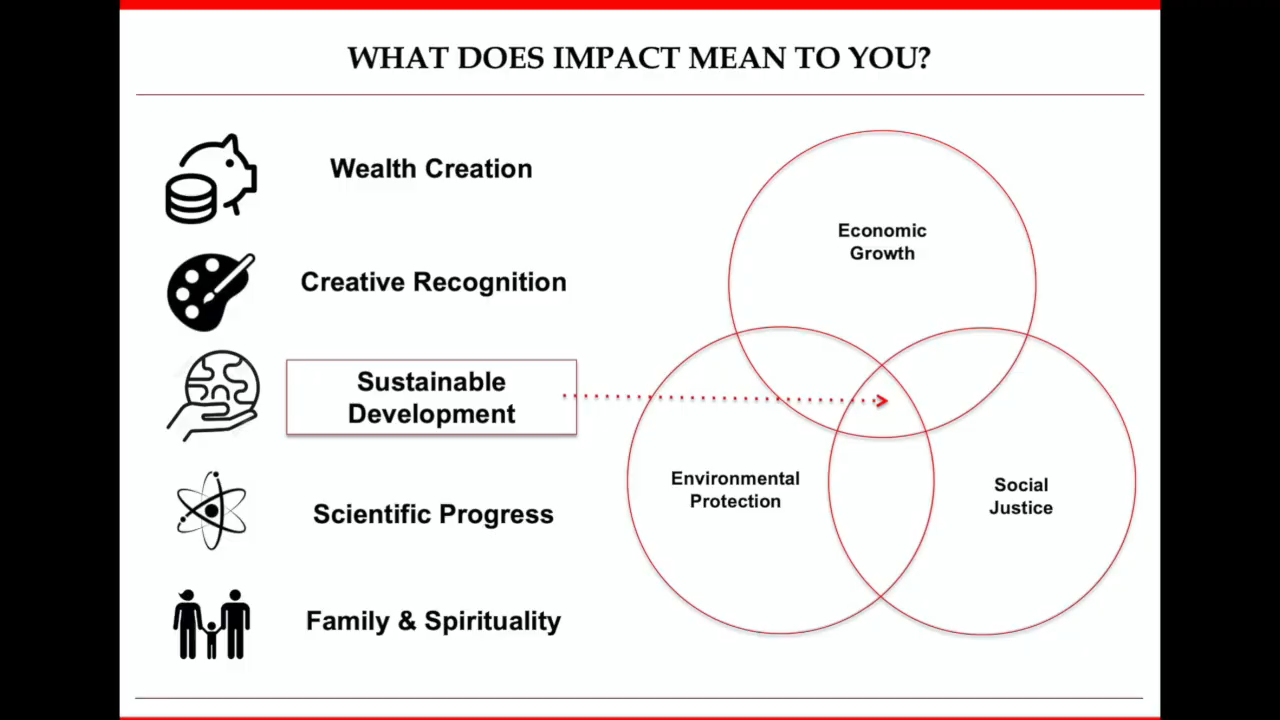 WHAT DOES IMPACT MEAN TO YOU?
Wealth Creation
Creative Recognition
Sustainable
Development
Scientific Progress
Family & Spirituality
Economic
Growth
Environmental
Protection
Social
Justice